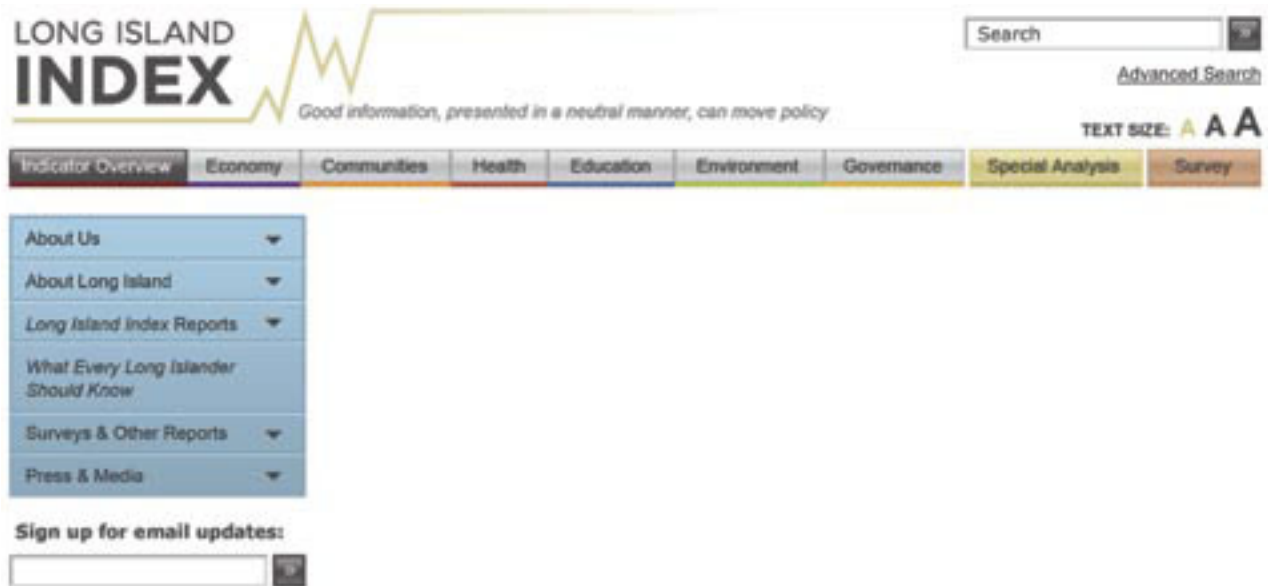 LONG ISLAND
INDEX
Good information, presented in a neutral manner, can move policy
Search
Advanced Search
TEXT SIZE: A A A
Indicator Overview Economy Communities Health Education Environment Governance Special Analysis Survey
About Us
About Long Island
Long Island Index Reports
What Every Long Islander
Should Know
Surveys & Other Reports
Press & Media
Sign up for email updates: